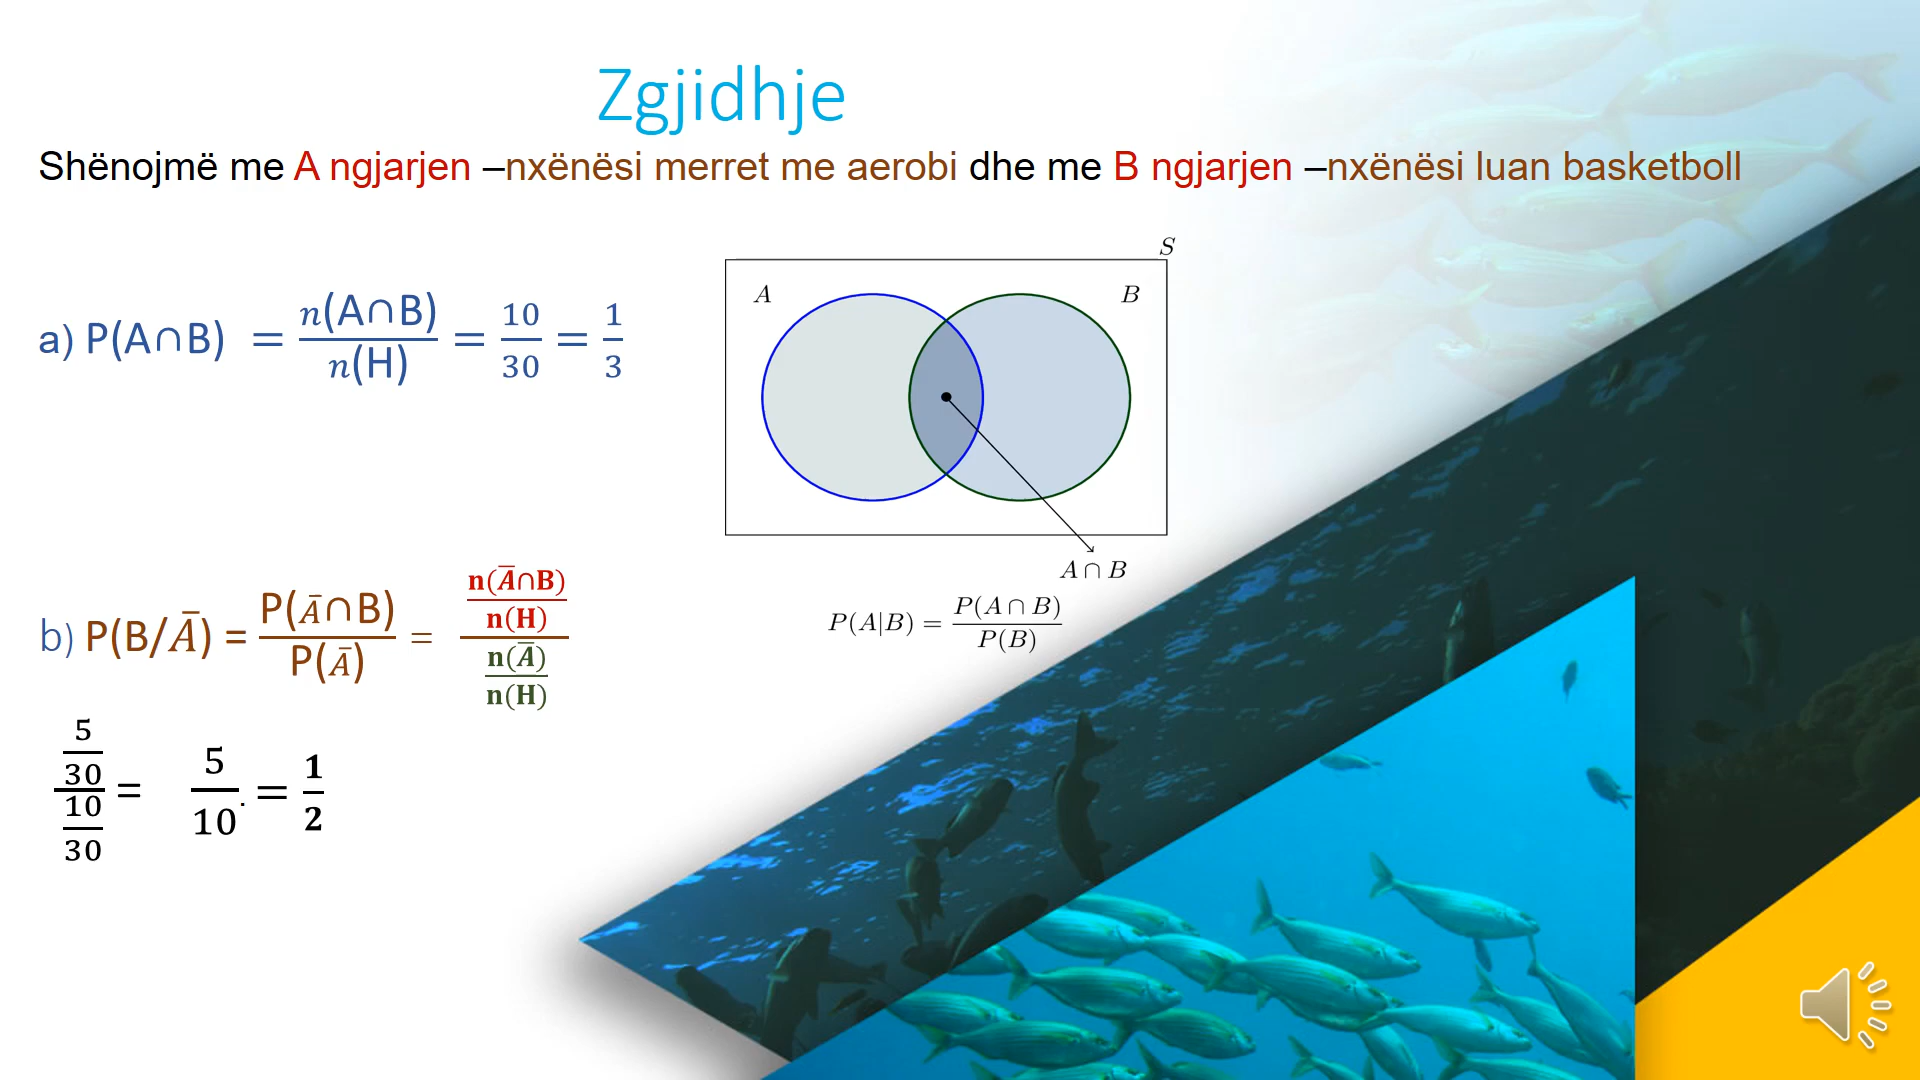 Zgjidhje
Shënojmë me A ngjarjen –nxënësi merret me aerobi dhe me B ngjarjen –nxënësi luan basketboll
S
A B
a) P(A∩B) = n(A∩B)/n(H) = 10/30 = 1/3
A ∩ B
P(A|B) = P(A ∩ B)/P(B)
b) P(B/Ā) = P(Ā∩B)/P(Ā) = (n(Ā∩B)/n(H))/(n(Ā)/n(H))
(5/30)/(10/30) = 5/10. = 1/2